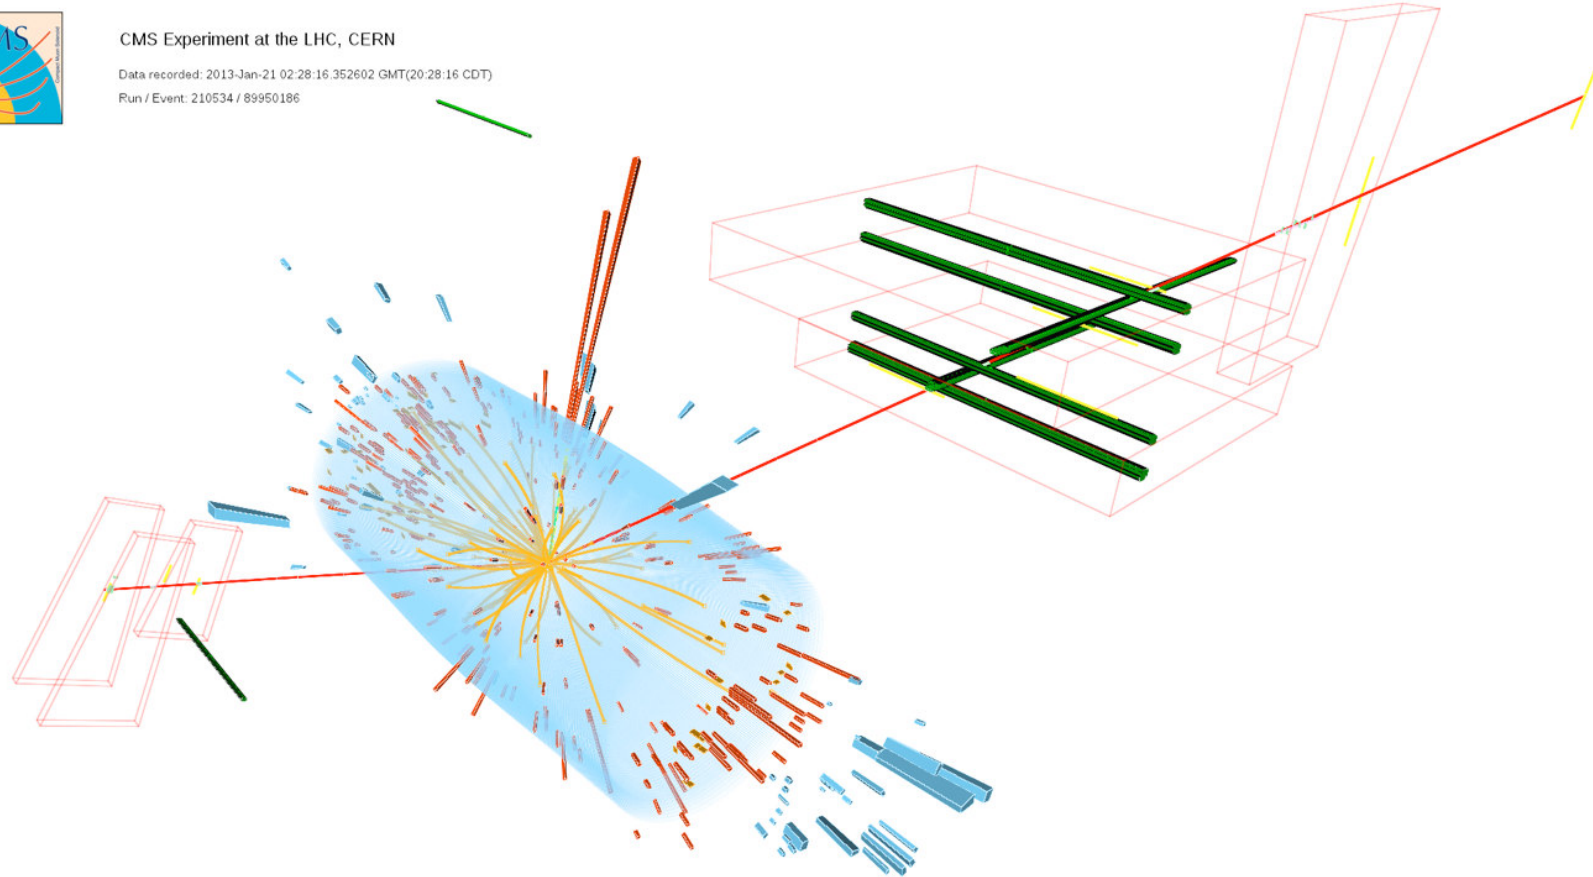 CMS Experiment at the LHC, CERN
Data recorded: 2013-Jan-21 02:28:16.352602 GMT(20:28:16 CDT)
Run / Event: 210534 / 89950186